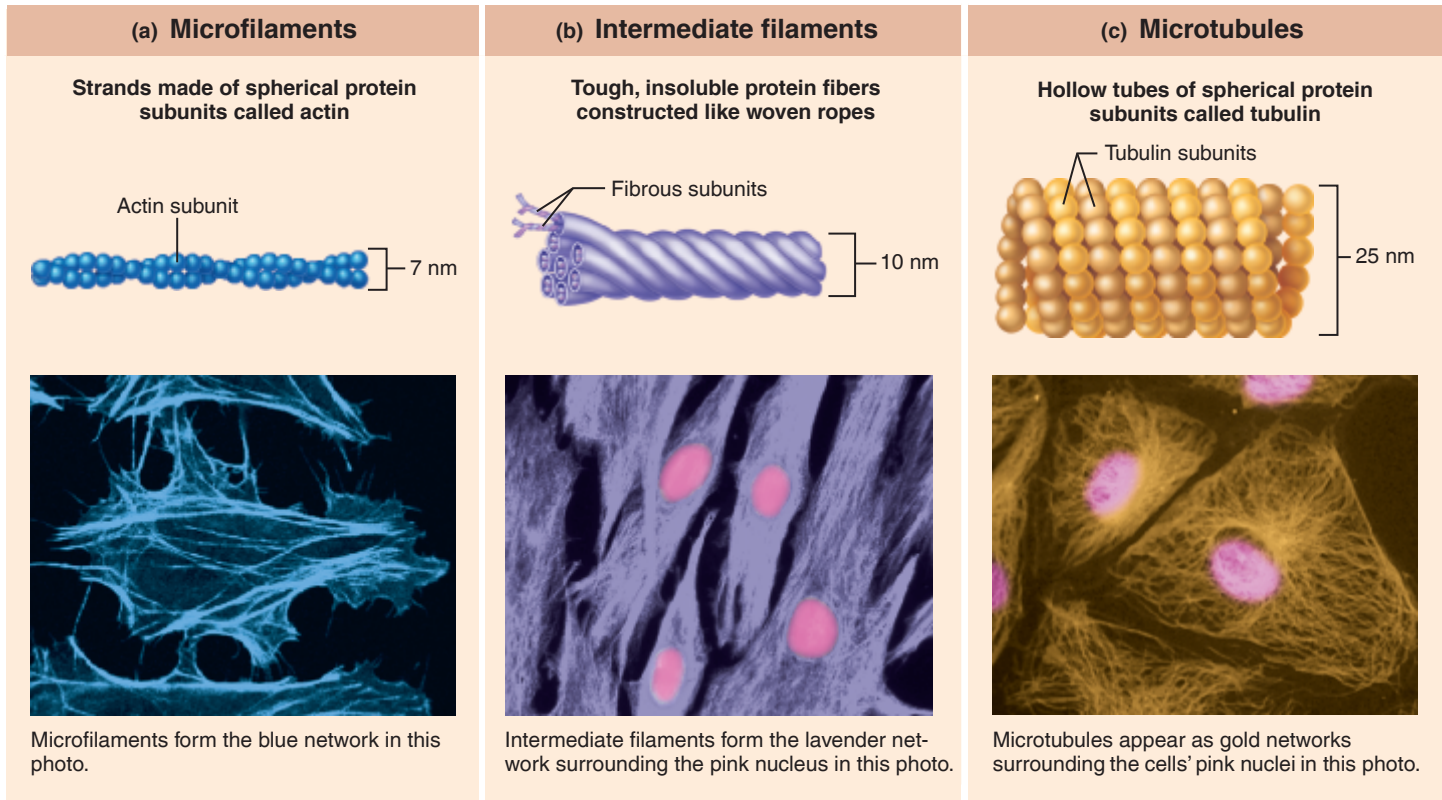 (a) Microfilaments
Strands made of spherical protein
subunits called actin
Actin subunit
7 nm
Microfilaments form the blue network in this
photo.
(b) Intermediate filaments
Tough, insoluble protein fibers
constructed like woven ropes
Fibrous subunits
10 nm
Intermediate filaments form the lavender net-
work surrounding the pink nucleus in this photo.
(c) Microtubules
Hollow tubes of spherical protein
subunits called tubulin
Tubulin subunits
25 nm
Microtubules appear as gold networks
surrounding the cells' pink nuclei in this photo.